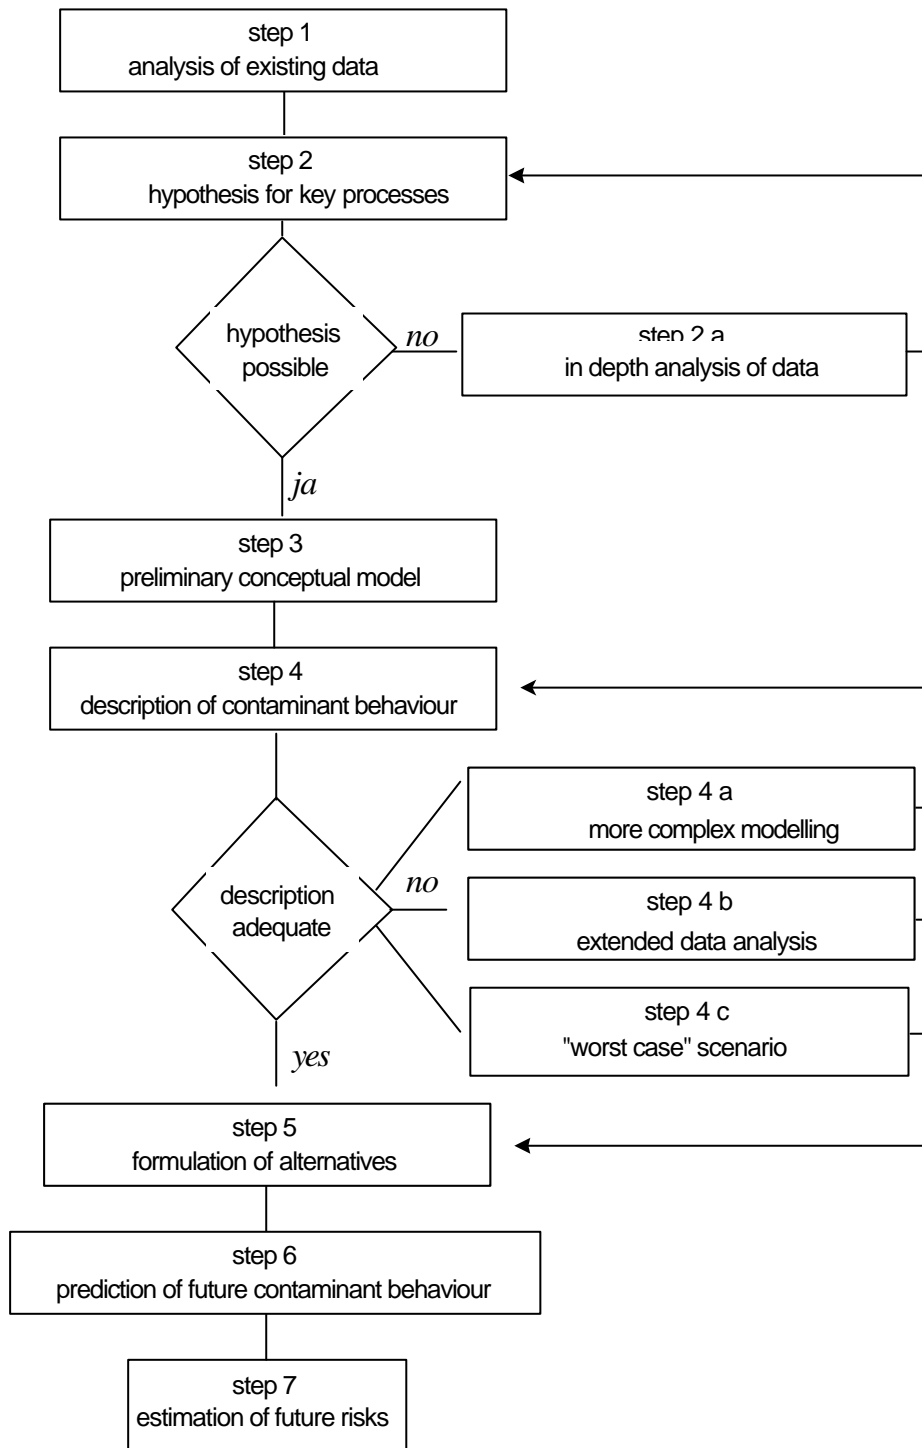 step 1
analysis of existing data
step 2
hypothesis for key processes
hypothesis
possible
no
step 2 a
in depth analysis of data
ja
step 3
preliminary conceptual model
step 4
description of contaminant behaviour
step 4 a
more complex modelling
description
adequate
no
step 4 b
extended data analysis
step 4 c
"worst case" scenario
yes
step 5
formulation of alternatives
step 6
prediction of future contaminant behaviour
step 7
estimation of future risks